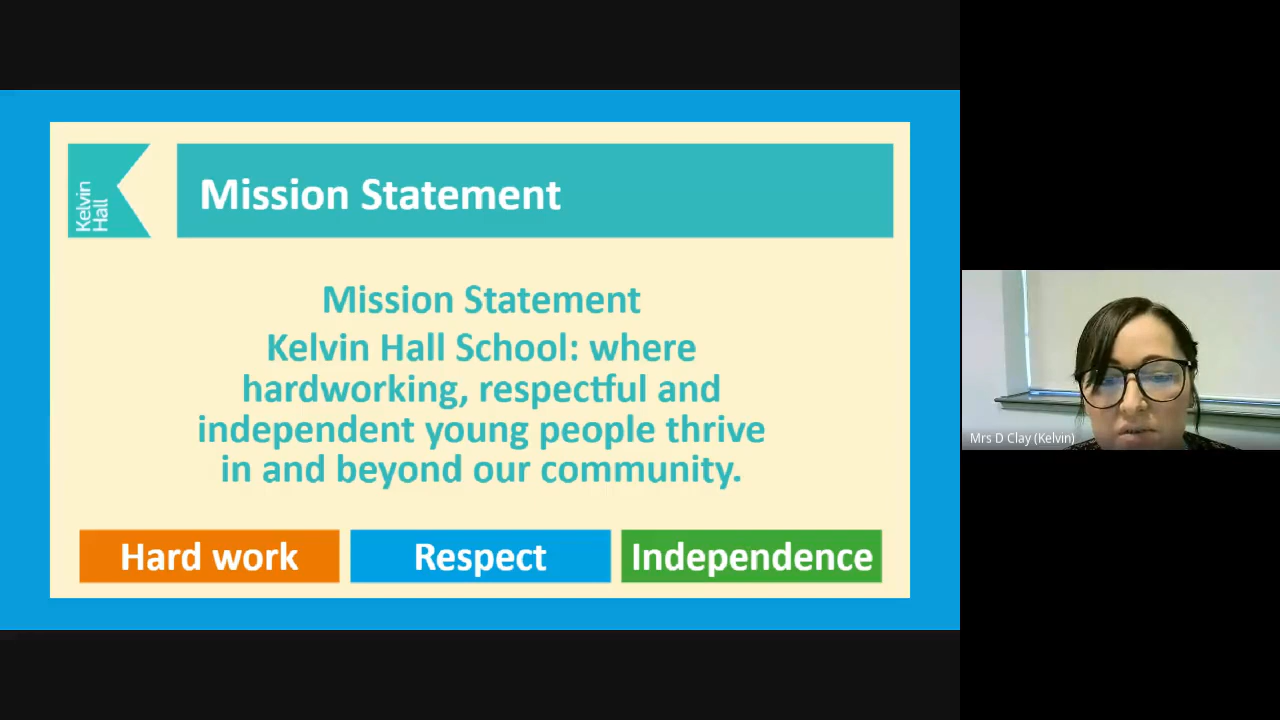 Kelvin
Hall
Mission Statement
Mission Statement
Kelvin Hall School: where
hardworking, respectful and
independent young people thrive
in and beyond our community.
Hard work
Respect
Independence
Mrs D Clay (Kelvin)